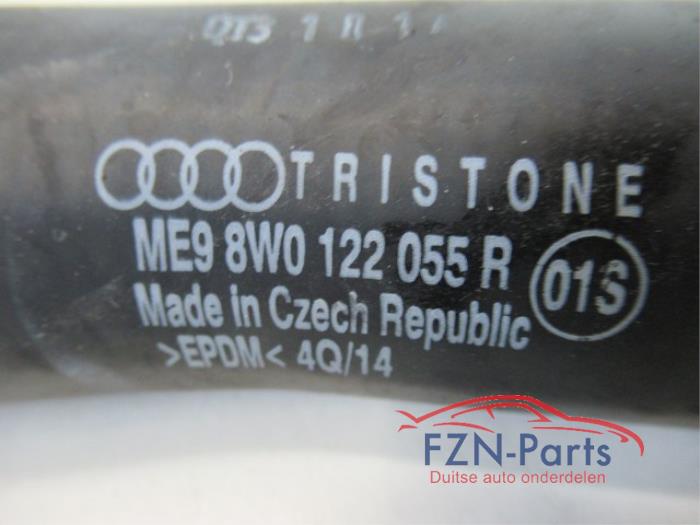 TRISTONE
ME9 8W0 122 055 R
01S
Made in Czech Republic
>EPDM< 4Q/14
FZN-Parts
Duitse auto onderdelen